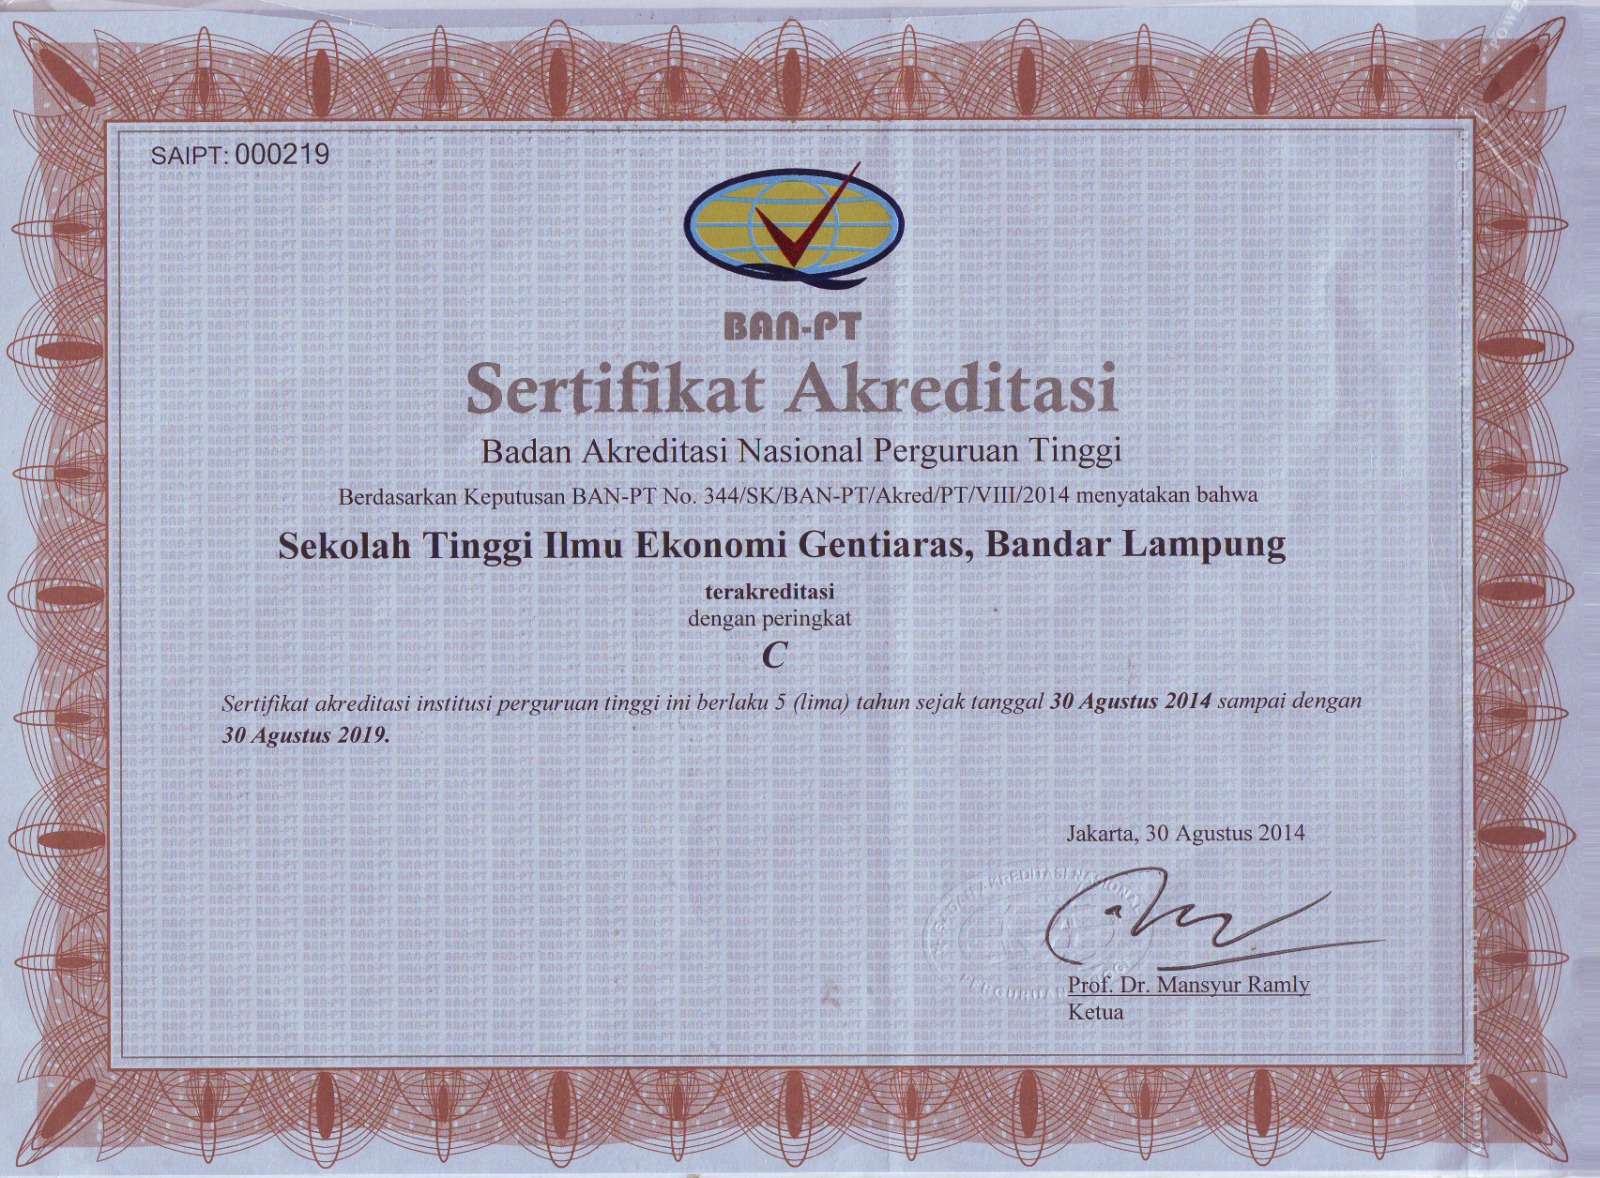 SAIPT: 000219
BAN-PT
Sertifikat Akreditasi
Badan Akreditasi Nasional Perguruan Tinggi
Berdasarkan Keputusan BAN-PT No. 344/SK/BAN-PT/Akred/PT/VIII/2014 menyatakan bahwa
Sekolah Tinggi Ilmu Ekonomi Gentiaras, Bandar Lampung
terakreditasi
dengan peringkat
C
Sertifikat akreditasi institusi perguruan tinggi ini berlaku 5 (lima) tahun sejak tanggal 30 Agustus 2014 sampai dengan
30 Agustus 2019.
Jakarta, 30 Agustus 2014
AKREDITASI NASIONAL
PERGURUAN
Prof. Dr. Mansyur Ramly
Ketua